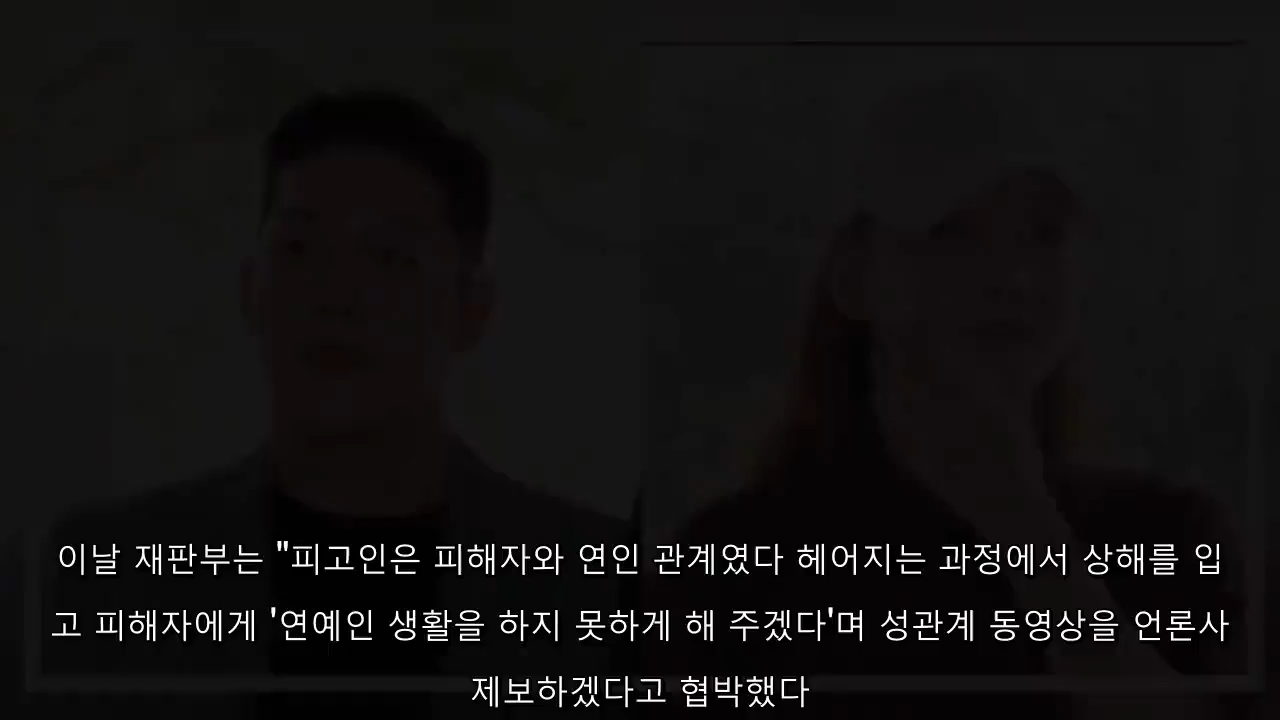 이날 재판부는 "피고인은 피해자와 연인 관계였다 헤어지는 과정에서 상해를 입
고 피해자에게 '연예인 생활을 하지 못하게 해 주겠다'며 성관계 동영상을 언론사
제보하겠다고 협박했다